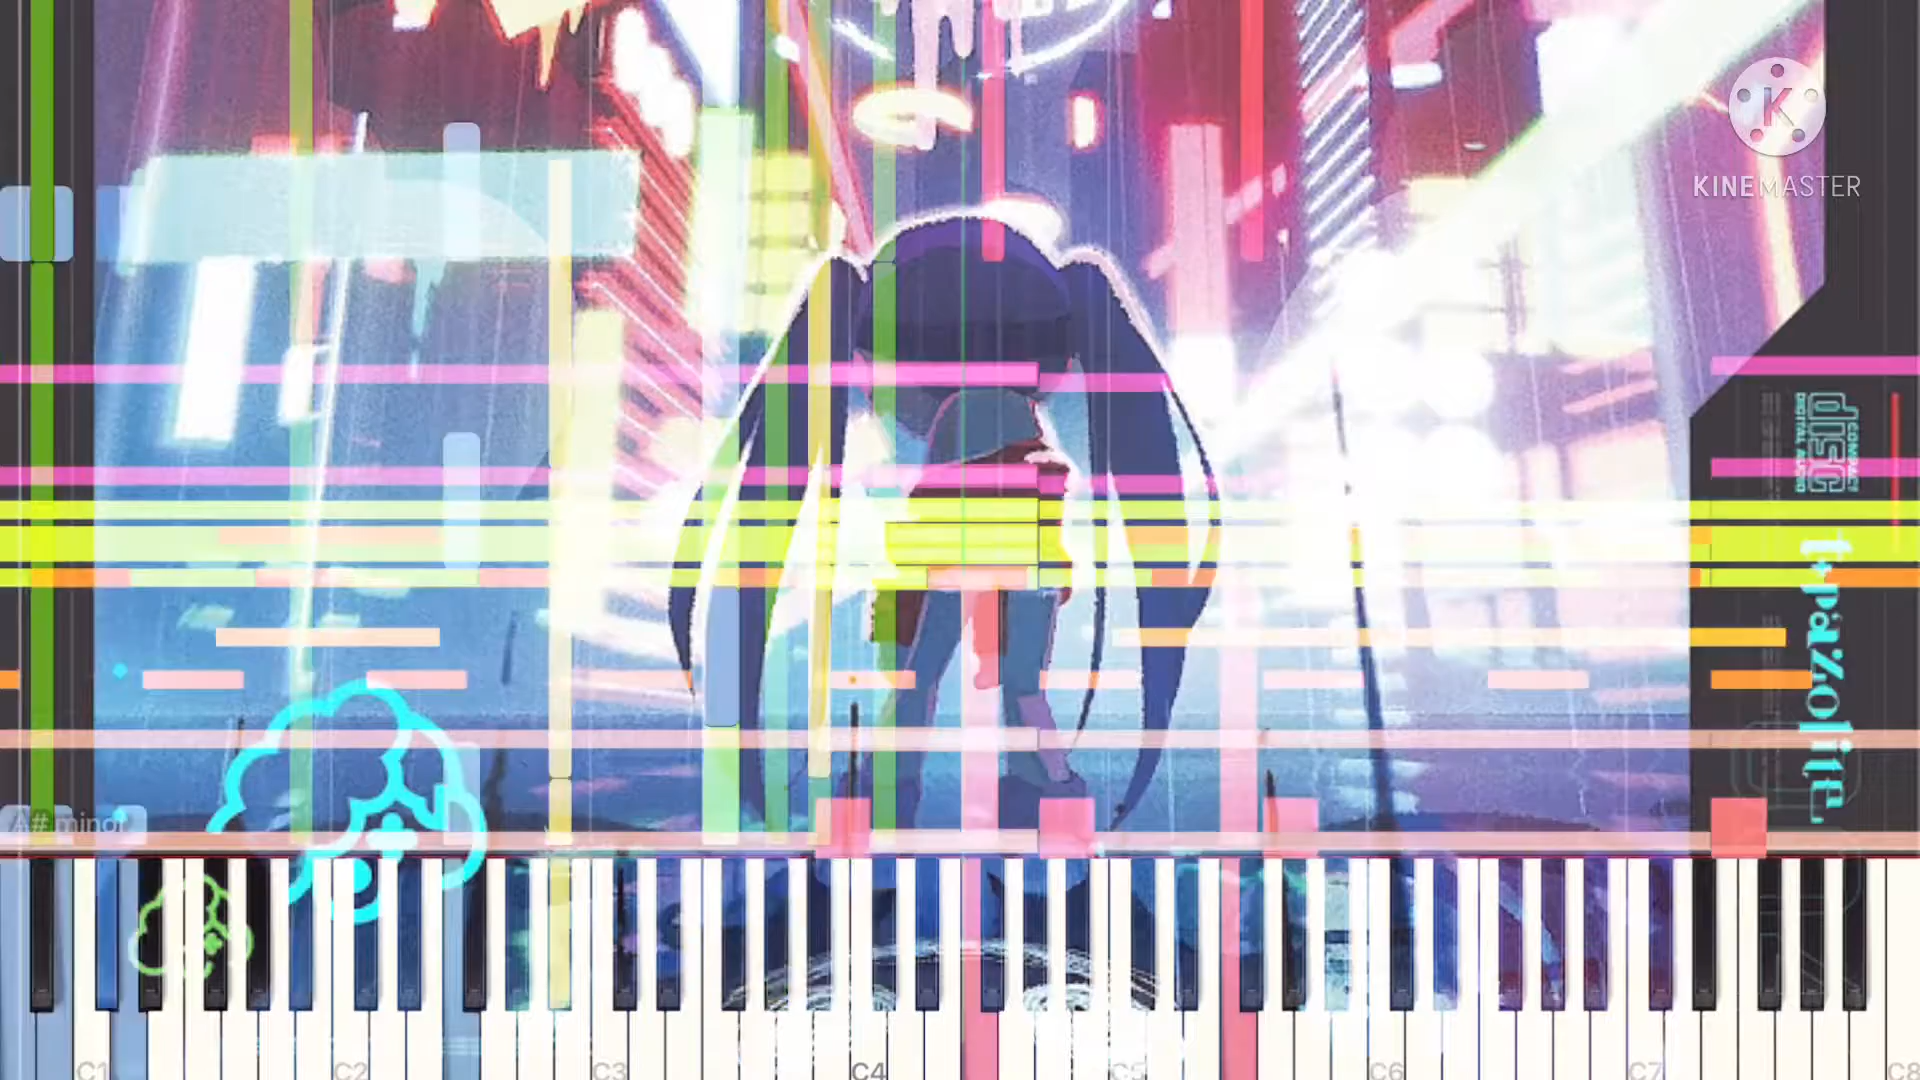 K
KINEMASTER
COMPACT
disc
DIGITAL AUDIO
t+pazolite
A# minor
C1
C2
C3
C4
C5
C6
C7
C8